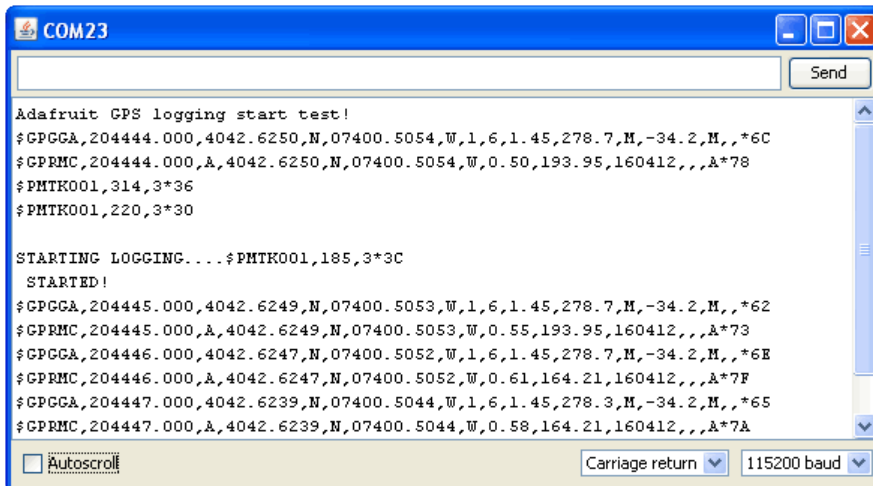 COM23
Send
Adafruit GPS logging start test!
$GPGGA,204444.000,4042.6250,N,07400.5054,W,1,6,1.45,278.7,M,-34.2,M,,*6C
$GPRMC,204444.000,A,4042.6250,N,07400.5054,W,0.50,193.95,160412,,,A*78
$PMTK001,314,3*36
$PMTK001,220,3*30
STARTING LOGGING....$PMTK001,185,3*3C
STARTED!
$GPGGA,204445.000,4042.6249,N,07400.5053,W,1,6,1.45,278.7,M,-34.2,M,,*62
$GPRMC,204445.000,A,4042.6249,N,07400.5053,W,0.55,193.95,160412,,,A*73
$GPGGA,204446.000,4042.6247,N,07400.5052,W,1,6,1.45,278.7,M,-34.2,M,,*6E
$GPRMC,204446.000,A,4042.6247,N,07400.5052,W,0.61,164.21,160412,,,A*7F
$GPGGA,204447.000,4042.6239,N,07400.5044,W,1,6,1.45,278.3,M,-34.2,M,,*65
$GPRMC,204447.000,A,4042.6239,N,07400.5044,W,0.58,164.21,160412,,,A*7A
Autoscroll
Carriage return
115200 baud